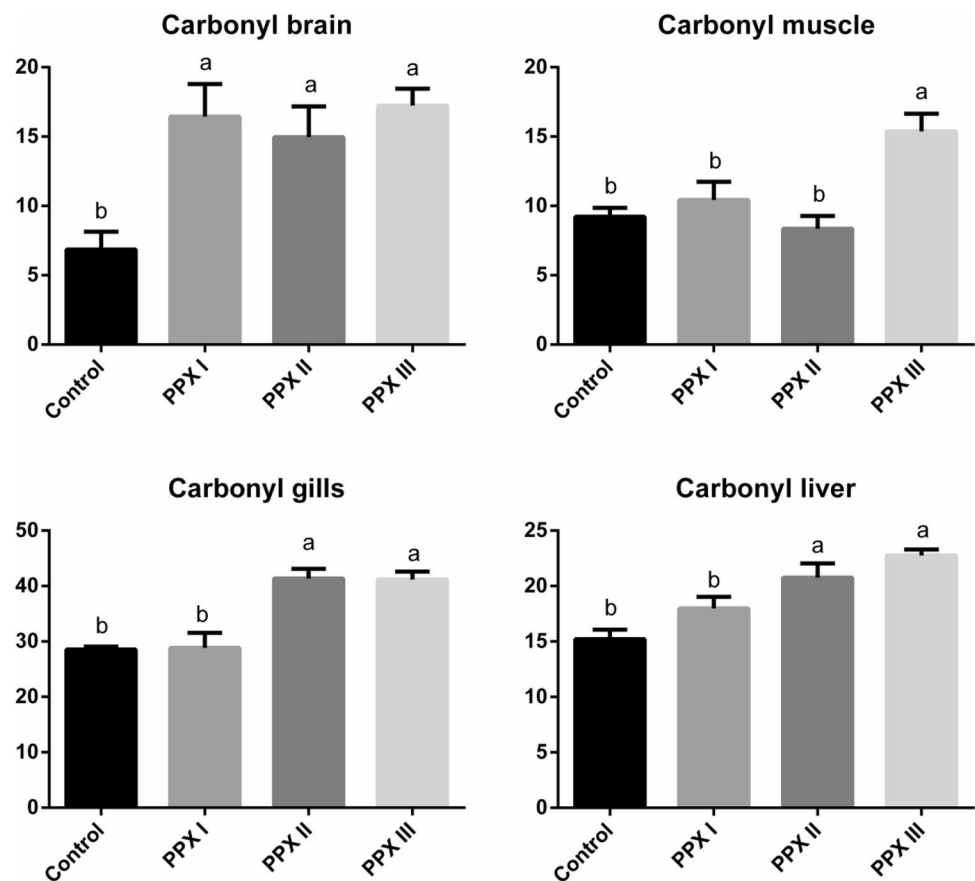 Carbonyl brain
20
15
10
5
0
b
a
a
a
Control
PPX I
PPX II
PPX III
Carbonyl muscle
20
15
10
5
0
b
b
b
a
Control
PPX I
PPX II
PPX III
Carbonyl gills
50
40
30
20
10
0
b
b
a
a
Control
PPX I
PPX II
PPX III
Carbonyl liver
25
20
15
10
5
0
b
b
a
a
Control
PPX I
PPX II
PPX III